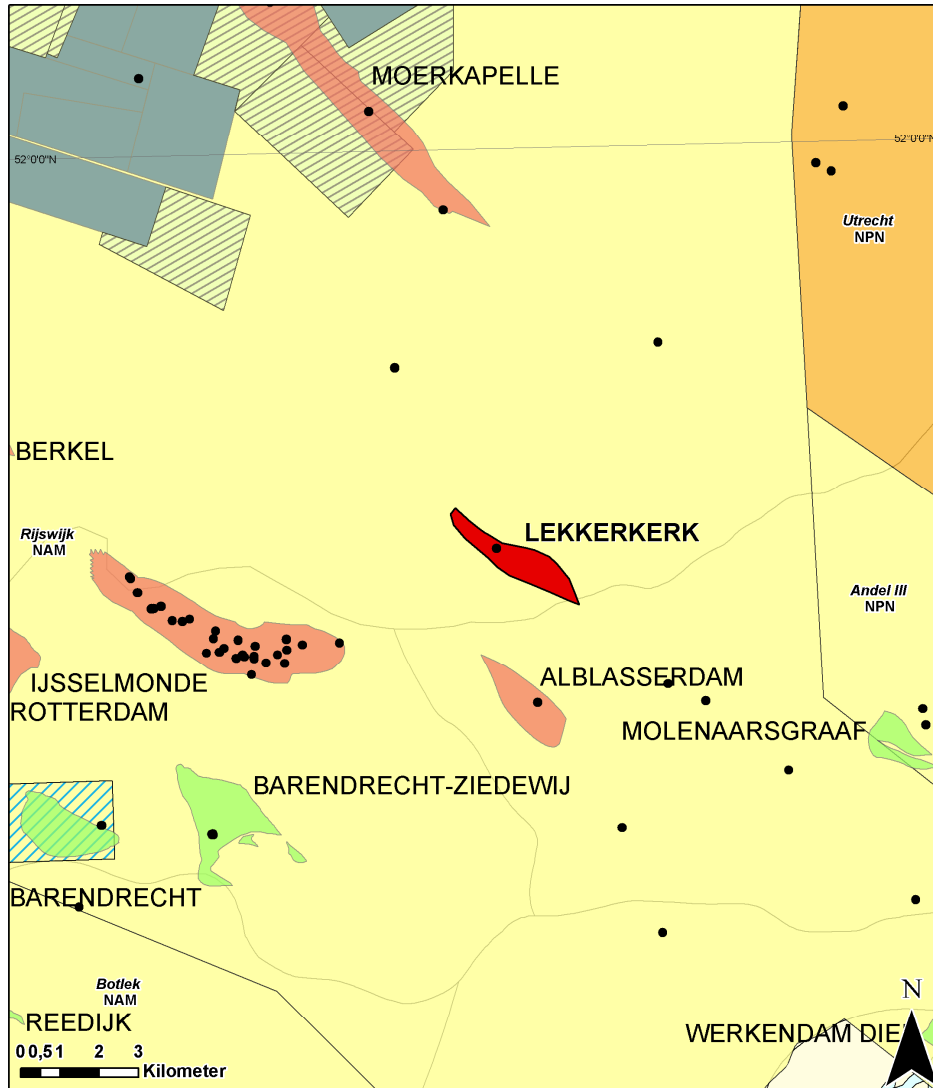 MOERKAPELLE
52°0'0"N
52°0'0"N
Utrecht
NPN
BERKEL
Rijswijk
NAM
LEKKERKERK
Andel III
NPN
IJSSELMONDE
ROTTERDAM
ALBLASSERDAM
MOLENAARSGRAAF
BARENDRECHT-ZIEDEWIJ
BARENDRECHT
Botlek
NAM
REEDIJK
WERKENDAM DIE
N
0 0,5 1 2 3
Kilometer